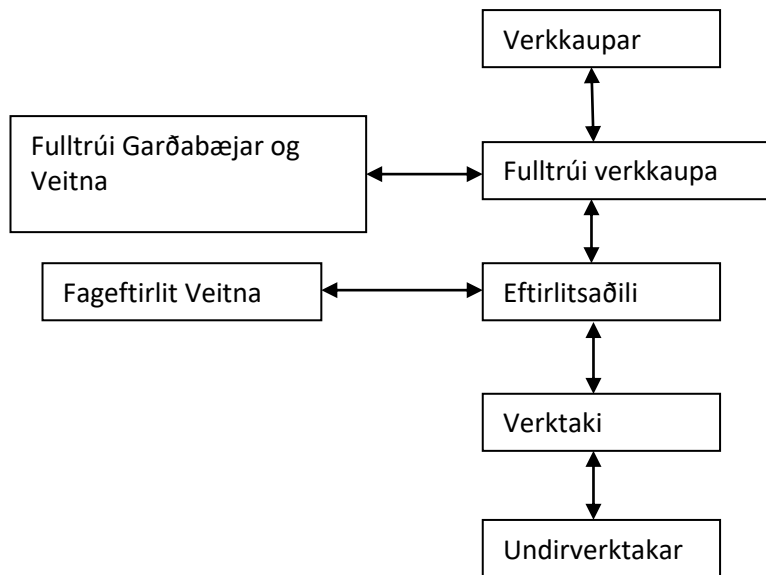 Verkkaupar
Fulltrúi Garðabæjar og
Veitna
Fulltrúi verkkaupa
Fageftirlit Veitna
Eftirlitsaðili
Verktaki
Undirverktakar